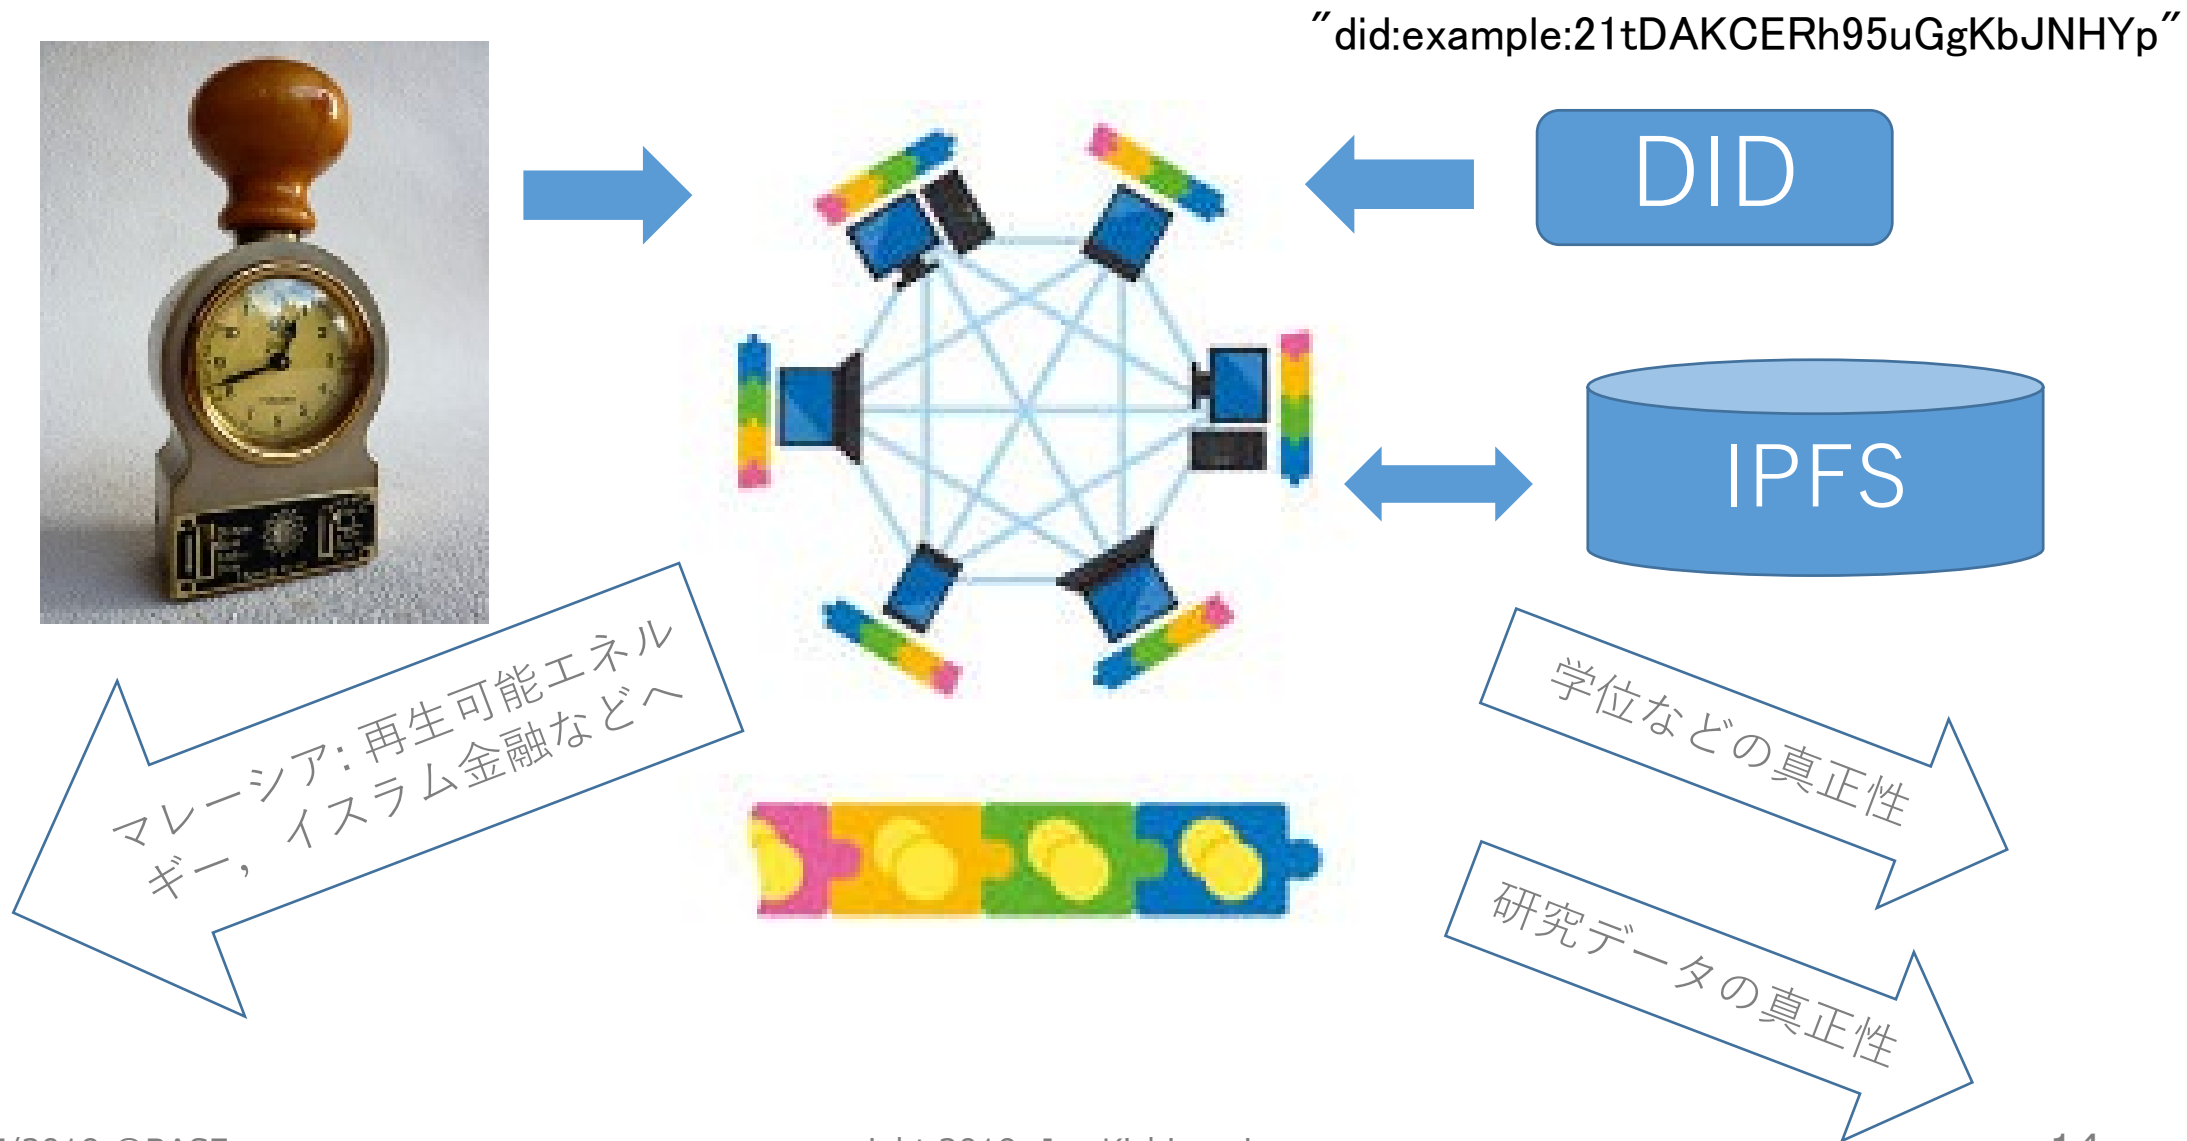 "did:example:21tDAKCERh95uGgKbJNHYp"
DID
IPFS
マレーシア: 再生可能エネル
ギー, イスラム金融などへ
学位などの真正性
研究データの真正性